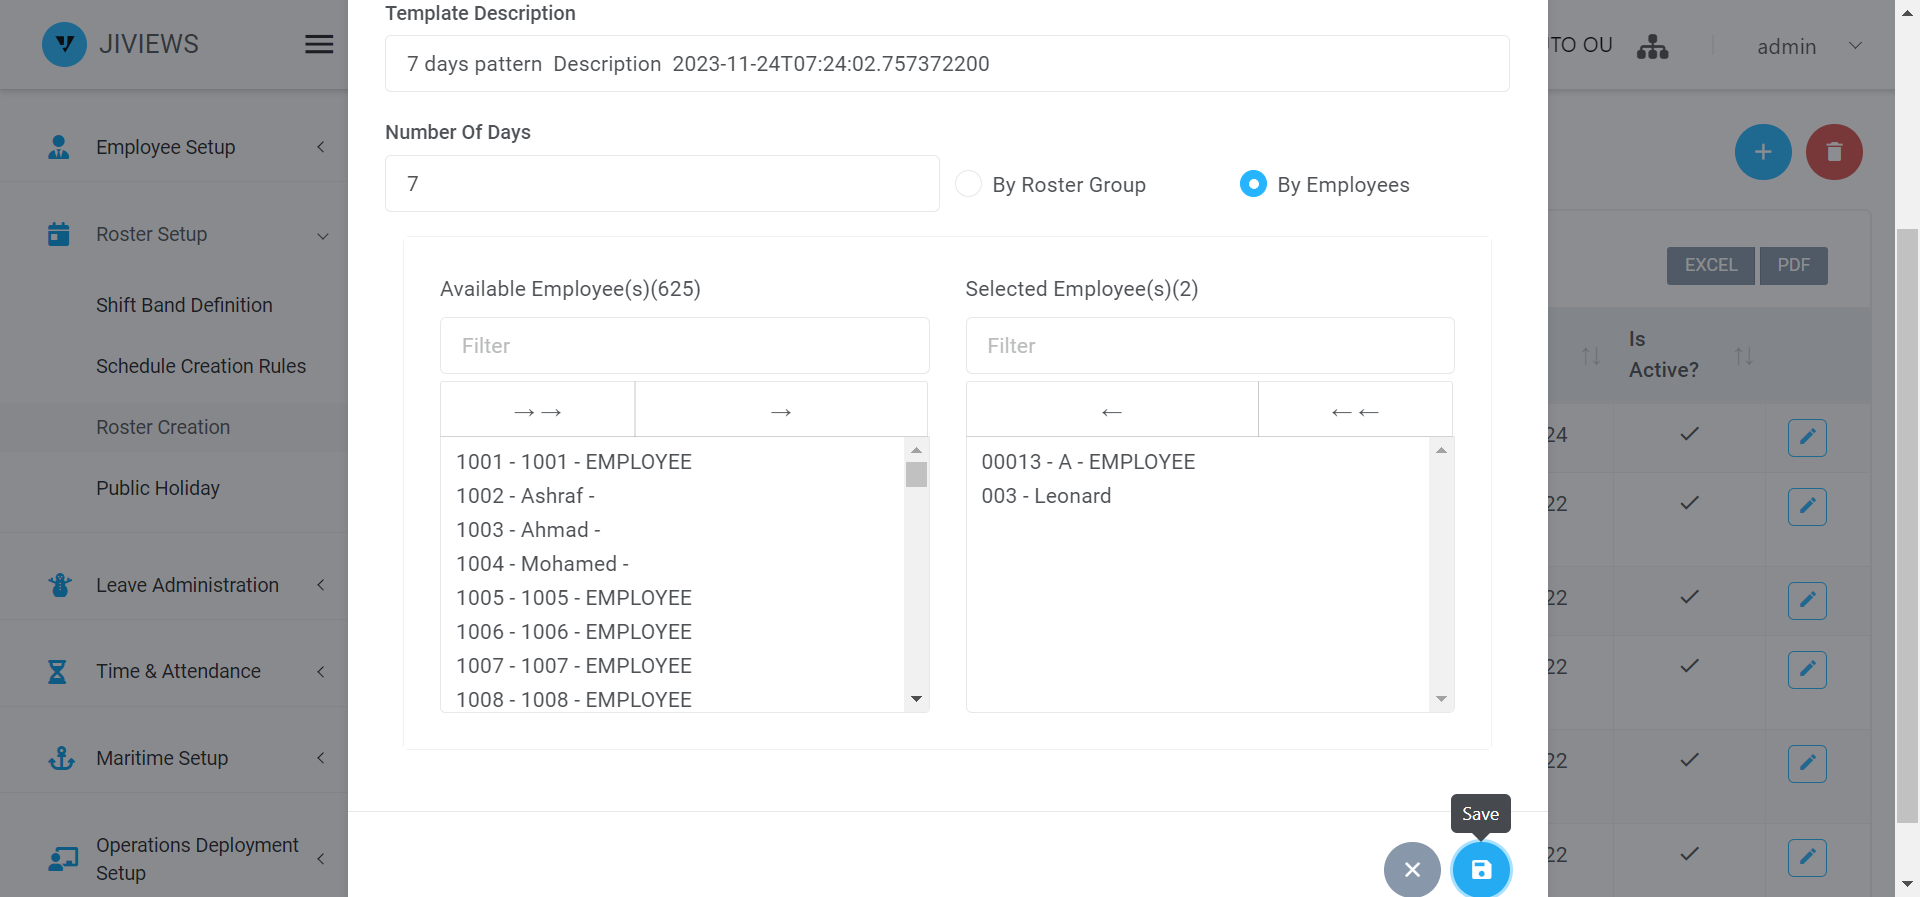 JIVIEWS
Employee Setup
Roster Setup
Shift Band Definition
Schedule Creation Rules
Roster Creation
Public Holiday
Leave Administration
Time & Attendance
Maritime Setup
Operations Deployment
Setup
Template Description
7 days pattern  Description  2023-11-24T07:24:02.757372200
Number Of Days
7
By Roster Group
By Employees
Available Employee(s)(625)
Filter
→→
→
1001 - 1001 - EMPLOYEE
1002 - Ashraf -
1003 - Ahmad -
1004 - Mohamed -
1005 - 1005 - EMPLOYEE
1006 - 1006 - EMPLOYEE
1007 - 1007 - EMPLOYEE
1008 - 1008 - EMPLOYEE
Selected Employee(s)(2)
Filter
←
←←
00013 - A - EMPLOYEE
003 - Leonard
Save
TO OU
admin
EXCEL
PDF
Is
Active?
24
22
22
22
22
22